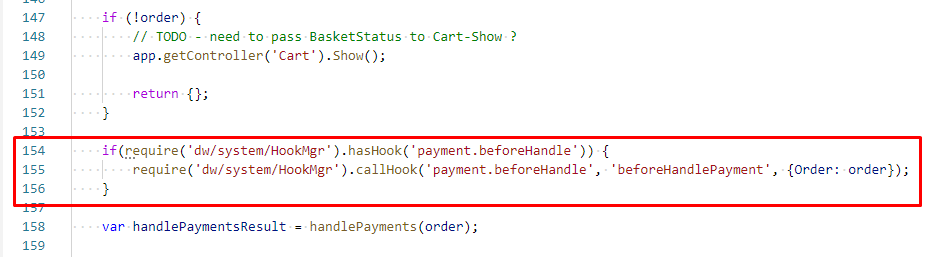 147 if (!order) {
148 // TODO - need to pass BasketStatus to Cart-Show ?
149 app.getController('Cart').Show();
150
151 return {};
152 }
153
154 if(require('dw/system/HookMgr').hasHook('payment.beforeHandle')) {
155 require('dw/system/HookMgr').callHook('payment.beforeHandle', 'beforeHandlePayment', {Order: order});
156 }
157
158 var handlePaymentsResult = handlePayments(order);
159